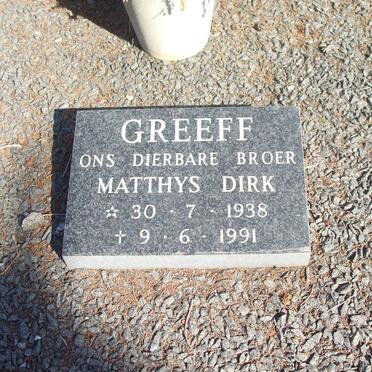 GREEFF
ONS DIERBARE BROER
MATTHYS DIRK
☆ 30 · 7 · 1938
† 9 · 6 · 1991